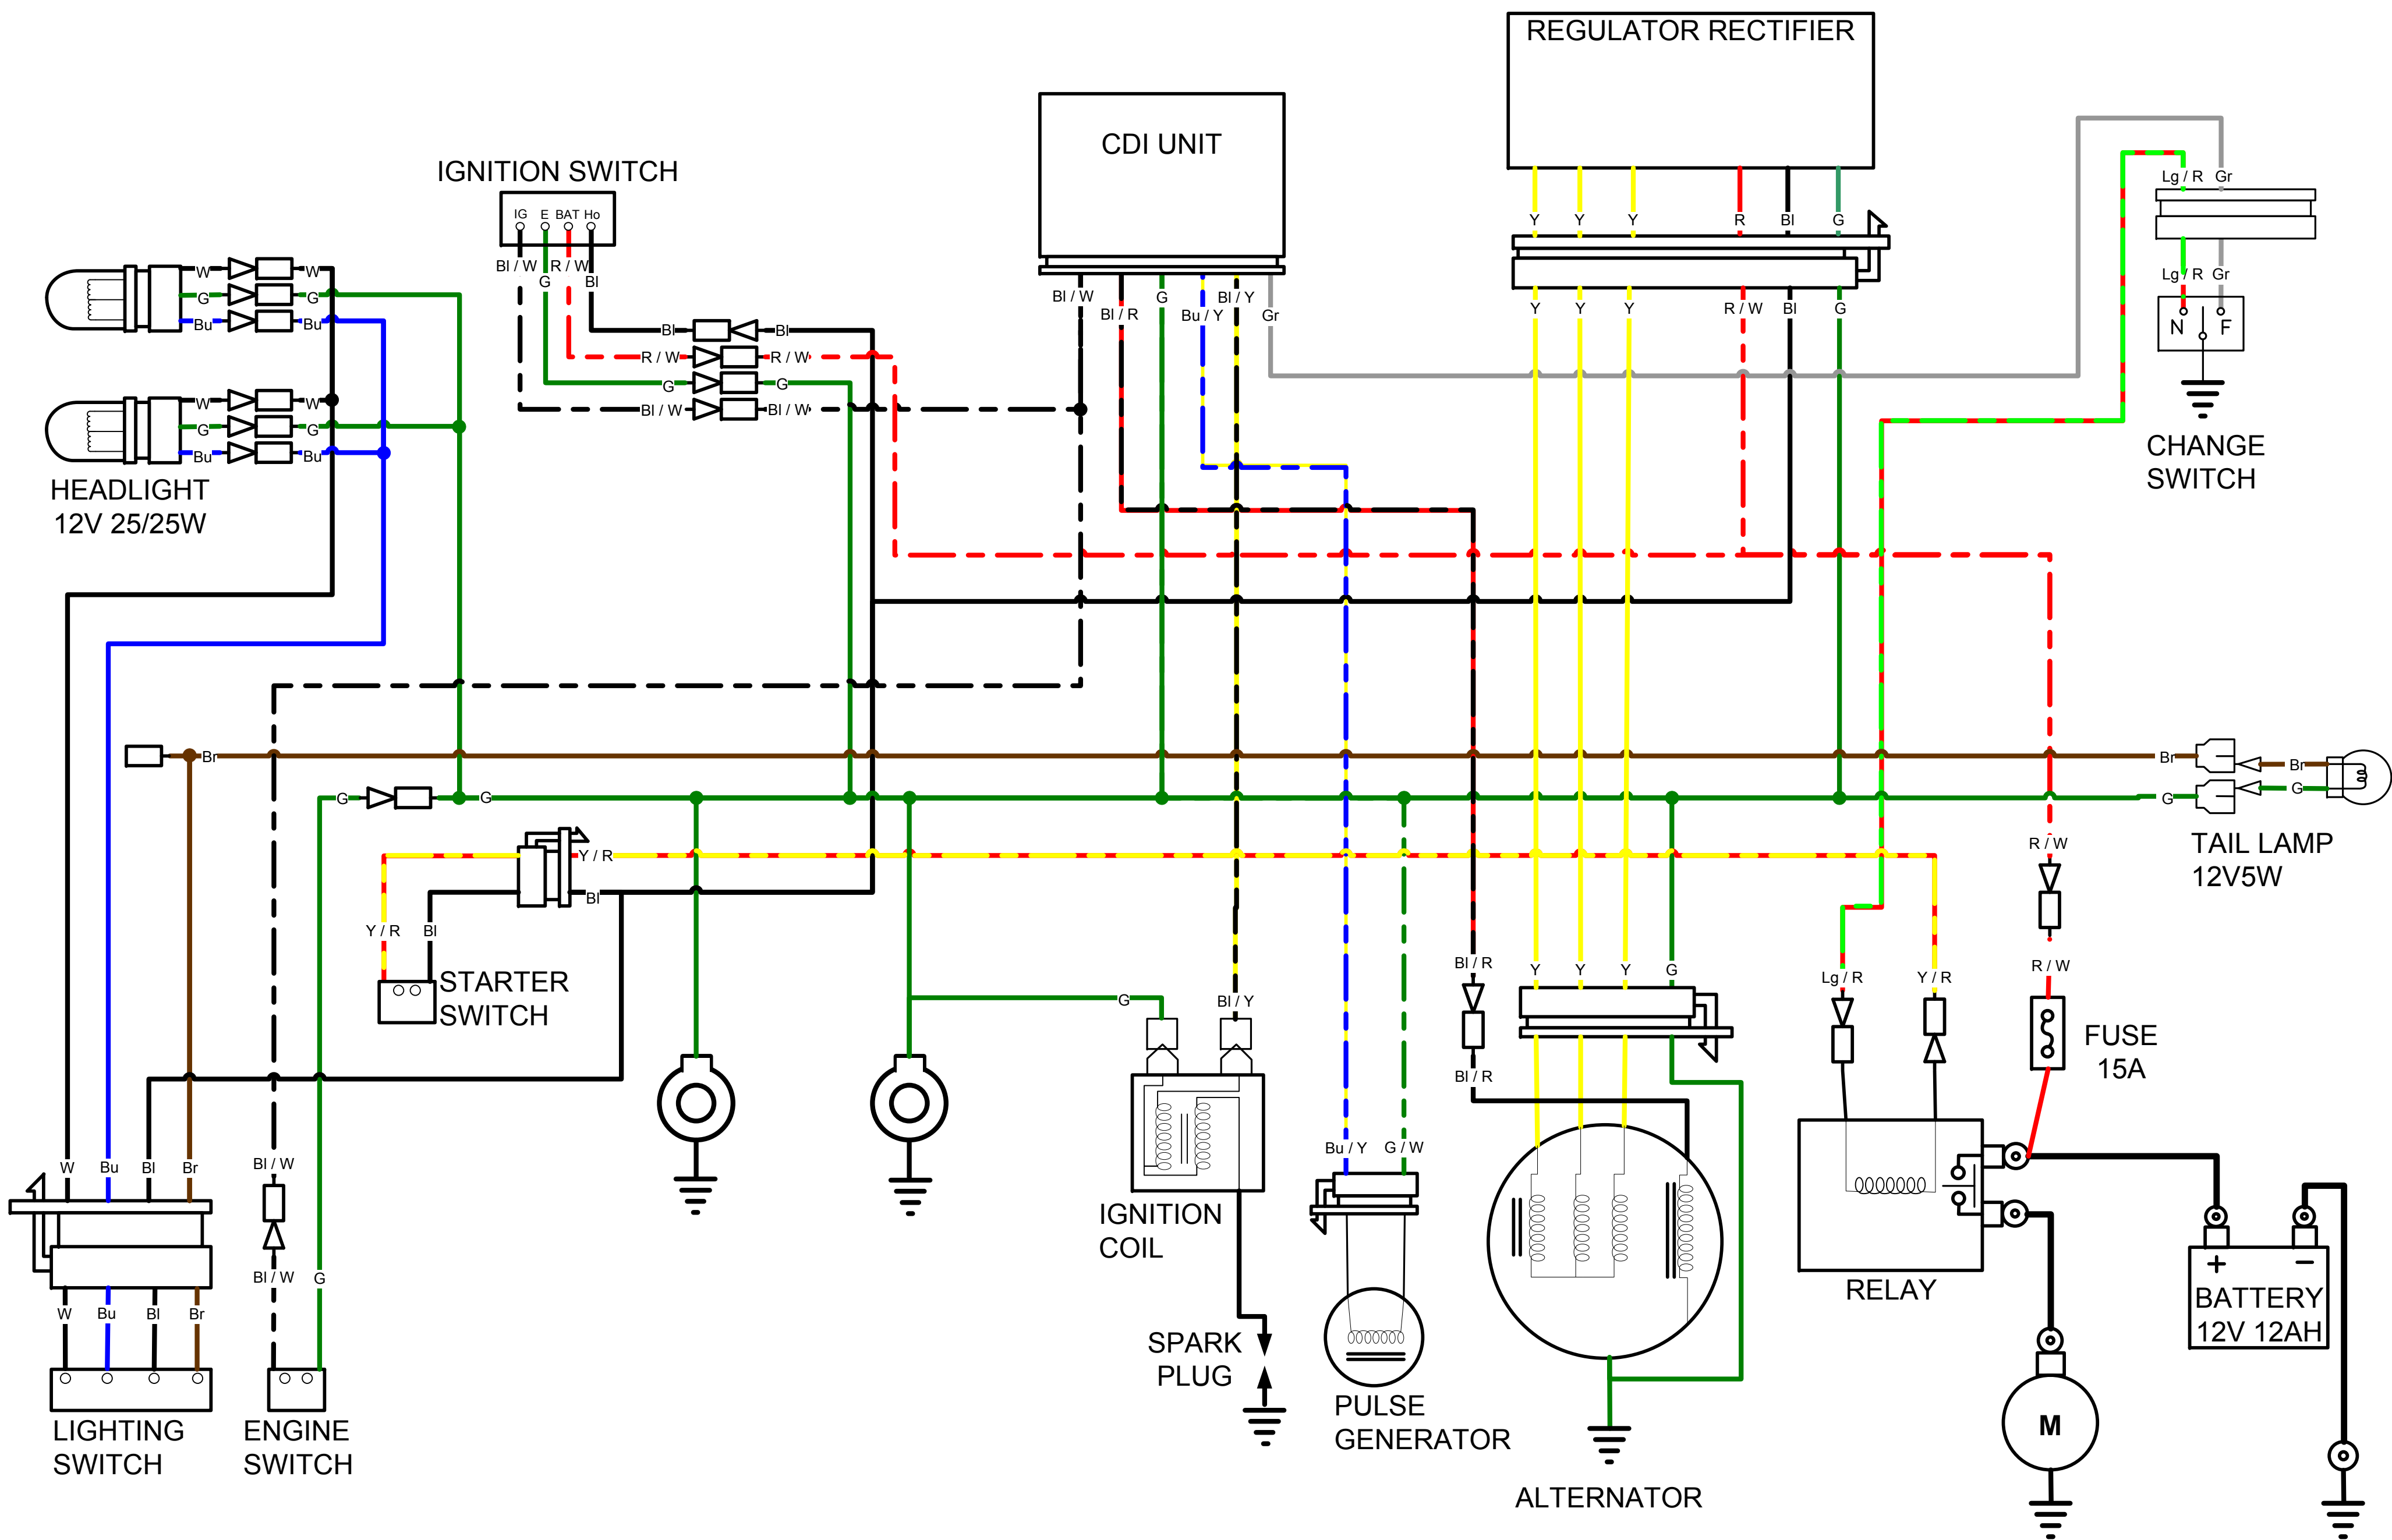 REGULATOR RECTIFIER
CDI UNIT
IGNITION SWITCH
IG E BAT Ho
Bl / W R / W
G Bl
Y Y Y R Bl G
Lg / R Gr
Lg / R Gr
N F
CHANGE
SWITCH
W W
G G
Bu Bu
W W
G G
Bu Bu
HEADLIGHT
12V 25/25W
Bl Bl
R / W R / W
G G
Bl / W Bl / W
Bl / W Bl / R G Bu / Y Bl / Y Gr
Y Y Y R / W Bl G
Br Br Br
G G G G
TAIL LAMP
12V5W
Y / R
Bl
Y / R Bl
STARTER
SWITCH
R / W
R / W
FUSE
15A
Bl / R
Bl / R
Y Y Y G
Lg / R Y / R
G Bl / Y
IGNITION
COIL
SPARK
PLUG
Bu / Y G / W
PULSE
GENERATOR
ALTERNATOR
RELAY
+ −
BATTERY
12V 12AH
M
W Bu Bl Br
W Bu Bl Br
LIGHTING
SWITCH
Bl / W
Bl / W G
ENGINE
SWITCH